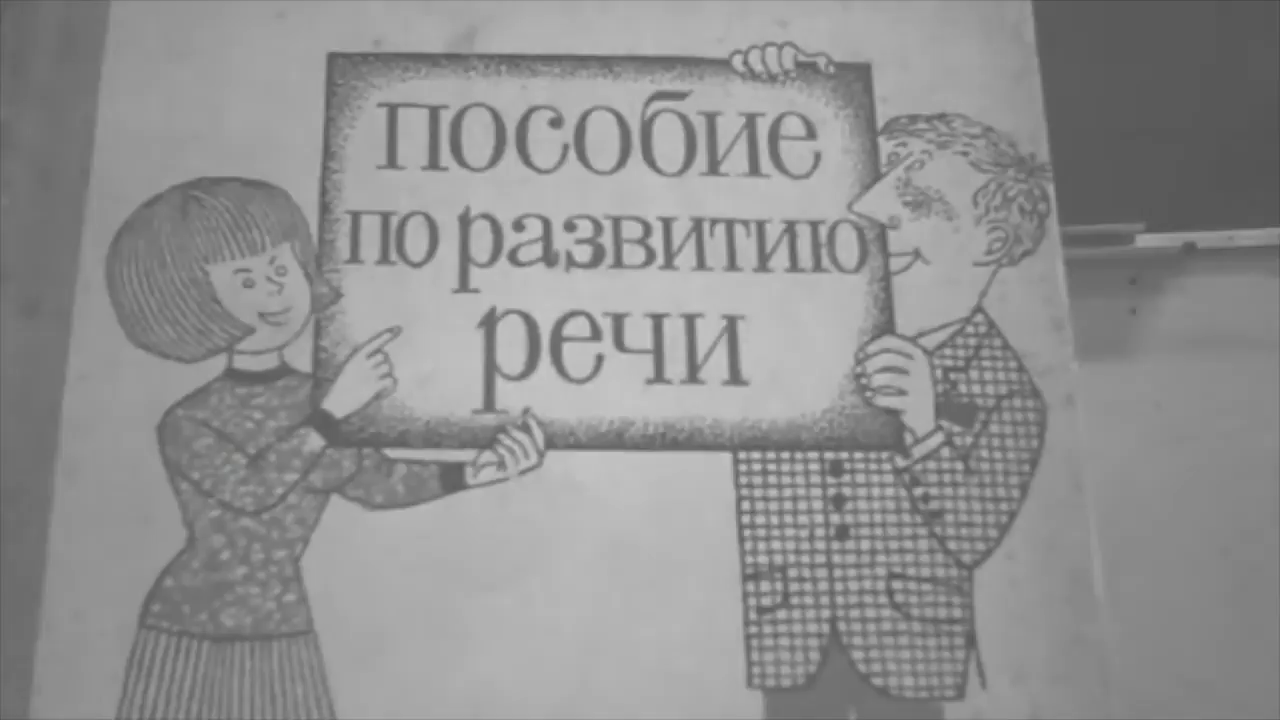 пособие
по развитию
речи